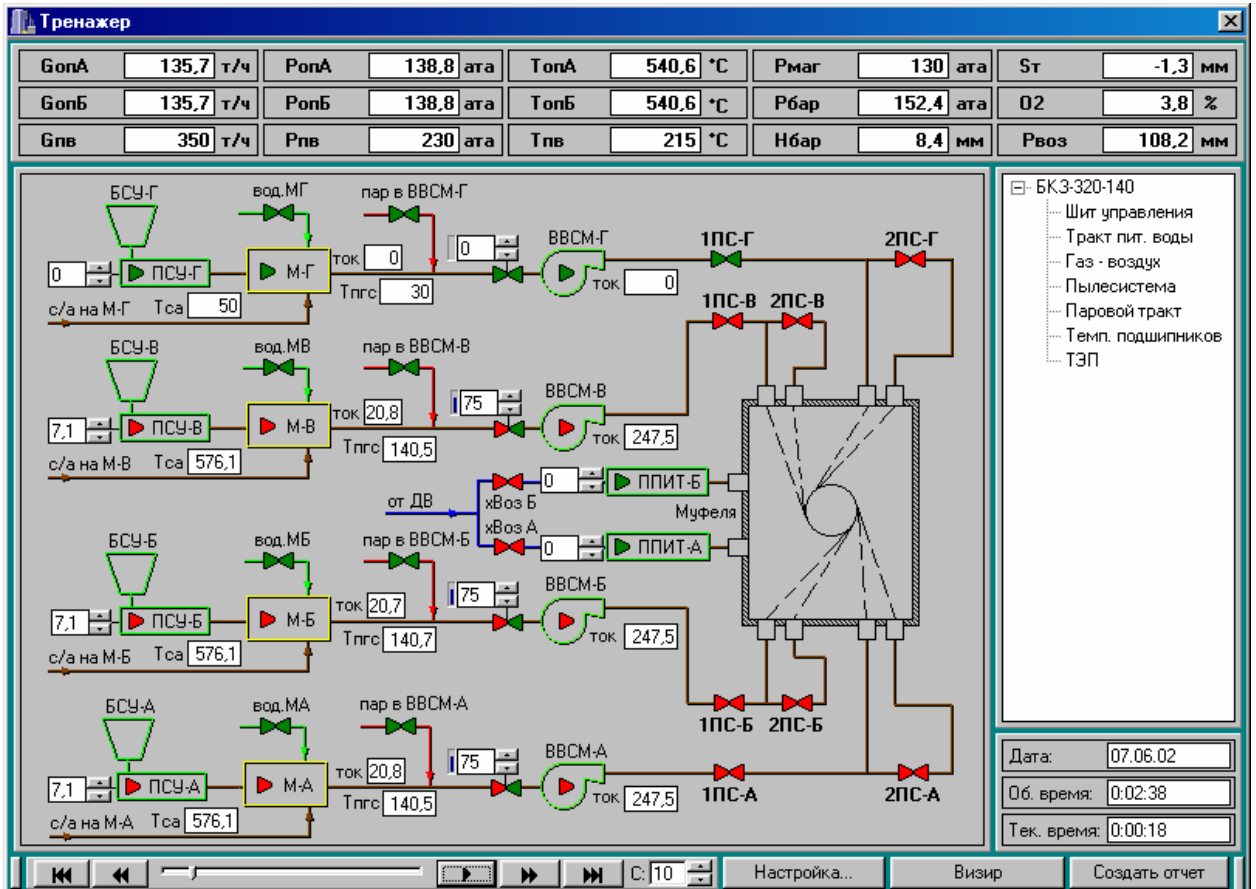 Тренажер
GопА 135,7 т/ч PопА 138,8 ата TопА 540,6 °C Pмаг 130 ата Sт -1,3 мм
GопБ 135,7 т/ч PопБ 138,8 ата TопБ 540,6 °C Pбар 152,4 ата O2 3,8 %
Gпв 350 т/ч Pпв 230 ата Tпв 215 °C Hбар 8,4 мм Pвоз 108,2 мм
БСУ-Г вод.МГ пар в ВВСМ-Г
0 ВВСМ-Г 1ПС-Г 2ПС-Г
0 ПСУ-Г М-Г ток 0 ток 0
с/а на М-Г Тса 50 Тпгс 30
1ПС-В 2ПС-В
БСУ-В вод.МВ пар в ВВСМ-В
75 ВВСМ-В
7,1 ПСУ-В М-В ток 20,8 ток 247,5
с/а на М-В Тса 576,1 Тпгс 140,5
0 ППИТ-Б
от ДВ хВоз Б Муфеля
хВоз А
0 ППИТ-А
БСУ-Б вод.МБ пар в ВВСМ-Б
75 ВВСМ-Б
7,1 ПСУ-Б М-Б ток 20,7 ток 247,5
с/а на М-Б Тса 576,1 Тпгс 140,7
1ПС-Б 2ПС-Б
БСУ-А вод.МА пар в ВВСМ-А
75 ВВСМ-А
7,1 ПСУ-А М-А ток 20,8 ток 247,5 1ПС-А 2ПС-А
с/а на М-А Тса 576,1 Тпгс 140,5
БКЗ-320-140
Шит управления
Тракт пит. воды
Газ - воздух
Пылесистема
Паровой тракт
Темп. подшипников
ТЭП
Дата: 07.06.02
Об. время: 0:02:38
Тек. время: 0:00:18
С: 10 Настройка... Визир Создать отчет